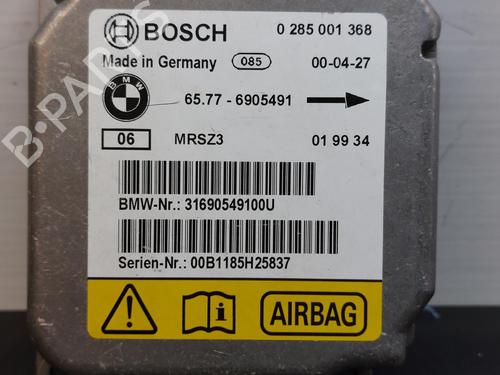 BOSCH 0 285 001 368
Made in Germany 085 00-04-27
BMW 65.77 - 6905491
06 MRSZ3 01 99 34
BMW-Nr.: 31690549100U
Serien-Nr.: 00B1185H25837
AIRBAG
B-PARTS